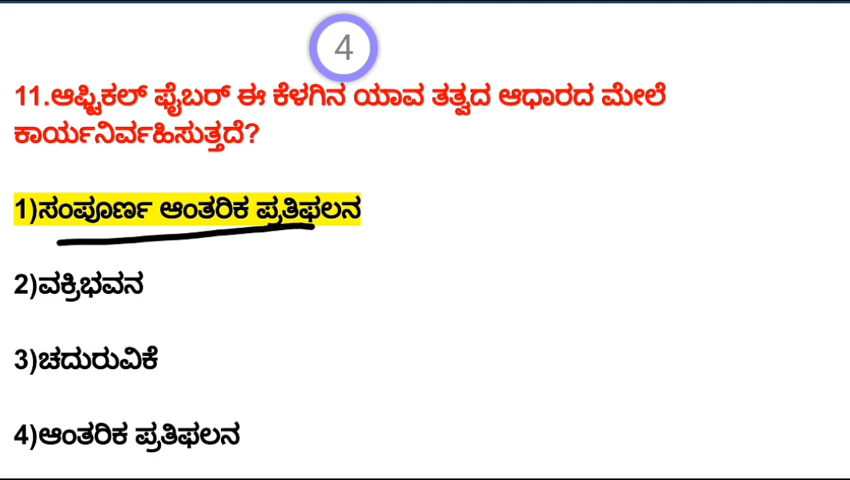 4
11.ಆಫ್ಟಿಕಲ್ ಫೈಬರ್ ಈ ಕೆಳಗಿನ ಯಾವ ತತ್ವದ ಆಧಾರದ ಮೇಲೆ
ಕಾರ್ಯನಿರ್ವಹಿಸುತ್ತದೆ?
1)ಸಂಪೂರ್ಣ ಆಂತರಿಕ ಪ್ರತಿಫಲನ
2)ವಕ್ರಿಭವನ
3)ಚದುರುವಿಕೆ
4)ಆಂತರಿಕ ಪ್ರತಿಫಲನ